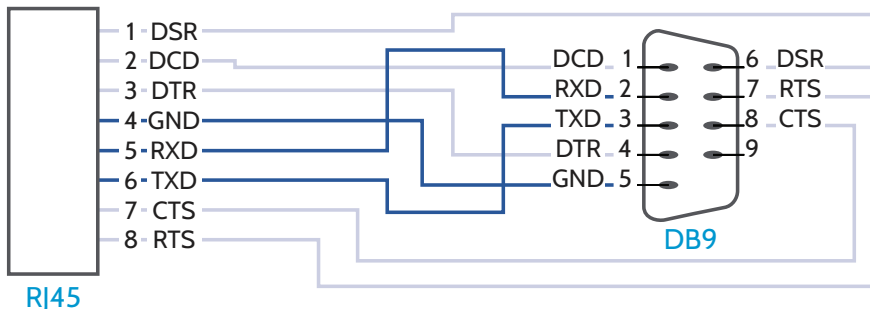 1 DSR
2 DCD
3 DTR
4 GND
5 RXD
6 TXD
7 CTS
8 RTS
RJ45
DCD 1
RXD 2
TXD 3
DTR 4
GND 5
6 DSR
7 RTS
8 CTS
9
DB9